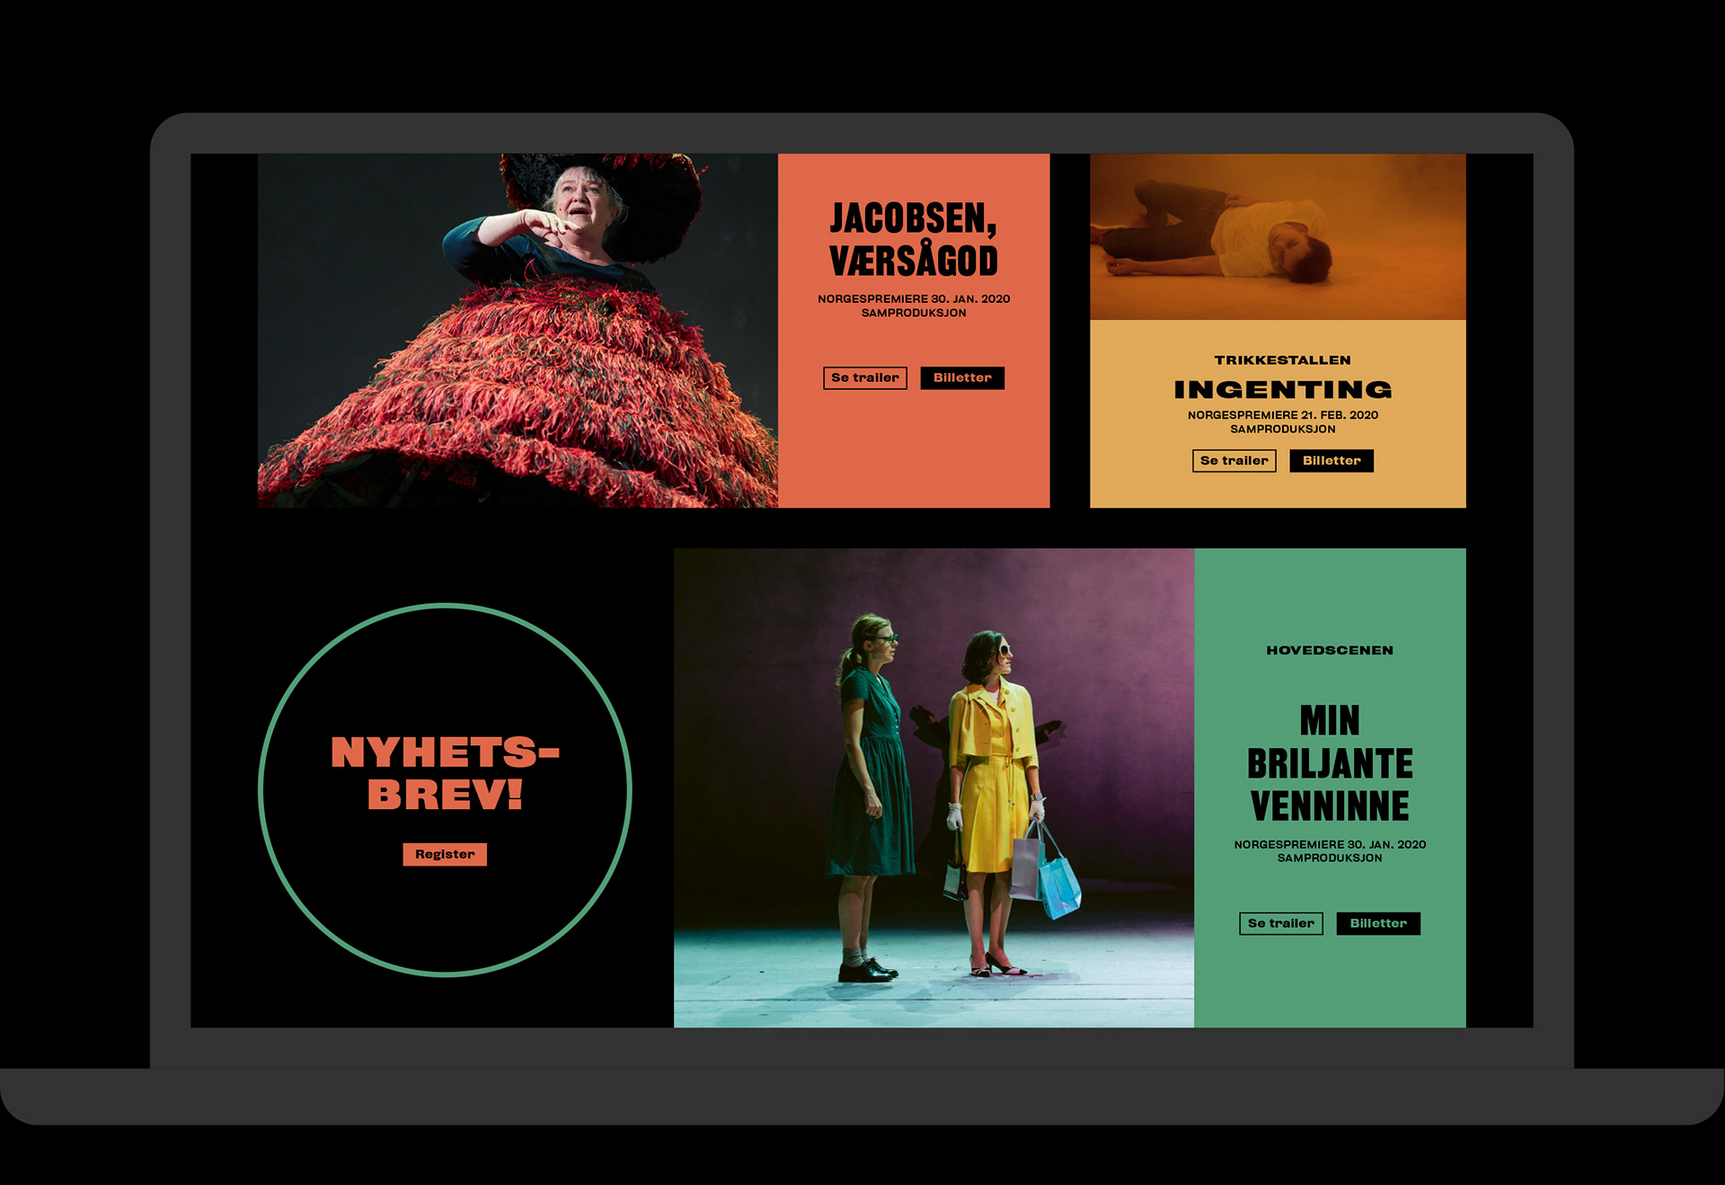 JACOBSEN,
VÆRSÅGOD
NORGESPREMIERE 30. JAN. 2020
SAMPRODUKSJON
Se trailer
Billetter
TRIKKESTALLEN
INGENTING
NORGESPREMIERE 21. FEB. 2020
SAMPRODUKSJON
Se trailer
Billetter
NYHETS-
BREV!
Register
HOVEDSCENEN
MIN
BRILJANTE
VENNINNE
NORGESPREMIERE 30. JAN. 2020
SAMPRODUKSJON
Se trailer
Billetter